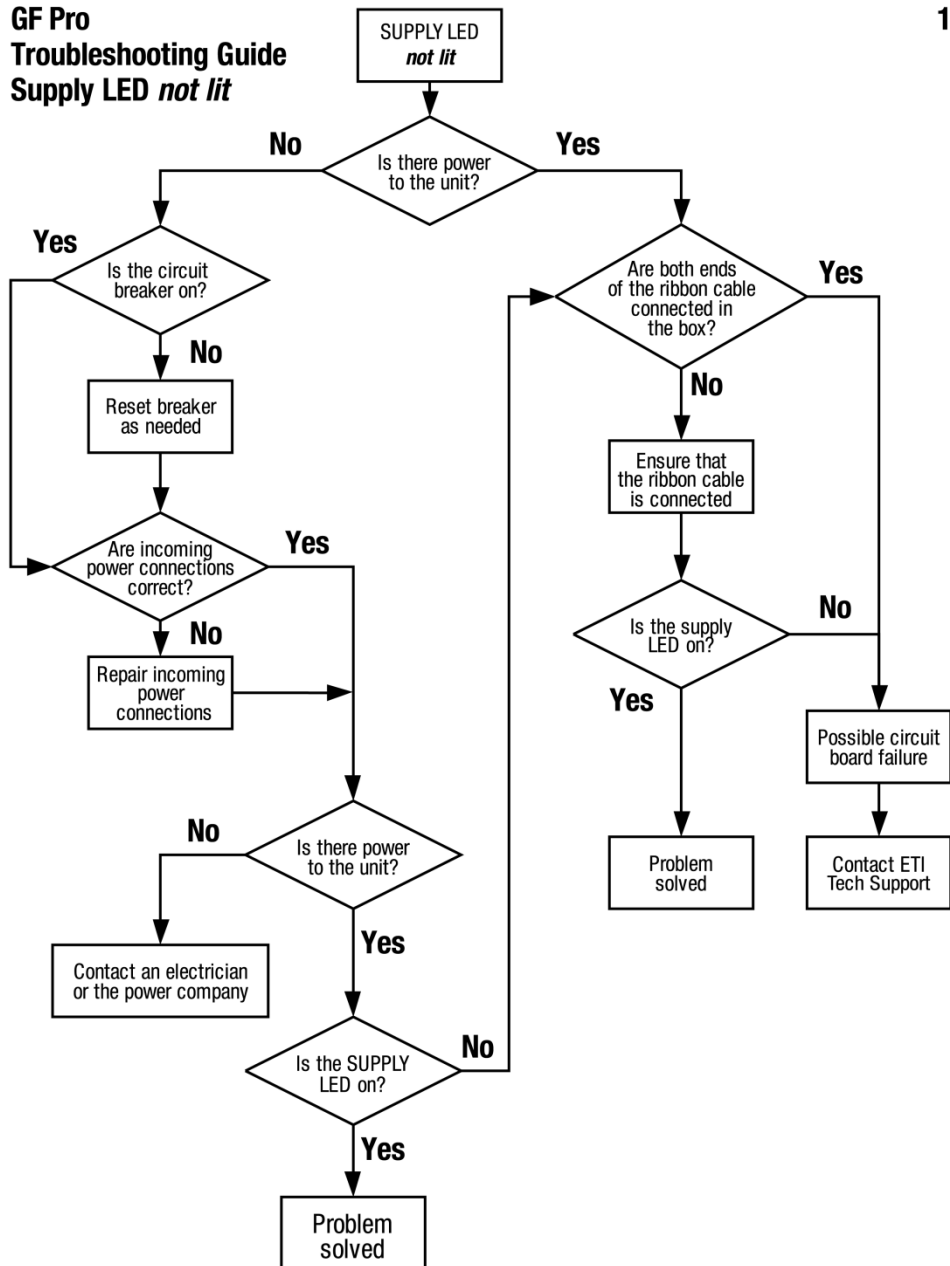 GF Pro
Troubleshooting Guide
Supply LED not lit
1
SUPPLY LED
not lit
No
Is there power
to the unit?
Yes
Yes
Is the circuit
breaker on?
No
Reset breaker
as needed
Are incoming
power connections
correct?
Yes
No
Repair incoming
power
connections
No
Is there power
to the unit?
Yes
Contact an electrician
or the power company
Is the SUPPLY
LED on?
No
Yes
Problem
solved
Are both ends
of the ribbon cable
connected in
the box?
Yes
No
Ensure that
the ribbon cable
is connected
Is the supply
LED on?
No
Yes
Problem
solved
Possible circuit
board failure
Contact ETI
Tech Support